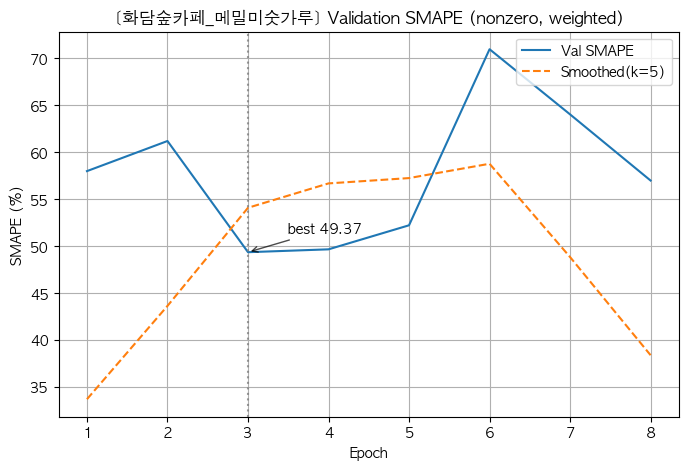 [화담숲카페_메밀미숫가루] Validation SMAPE (nonzero, weighted)
Val SMAPE
Smoothed(k=5)
best 49.37
SMAPE (%)
70
65
60
55
50
45
40
35
1 2 3 4 5 6 7 8
Epoch